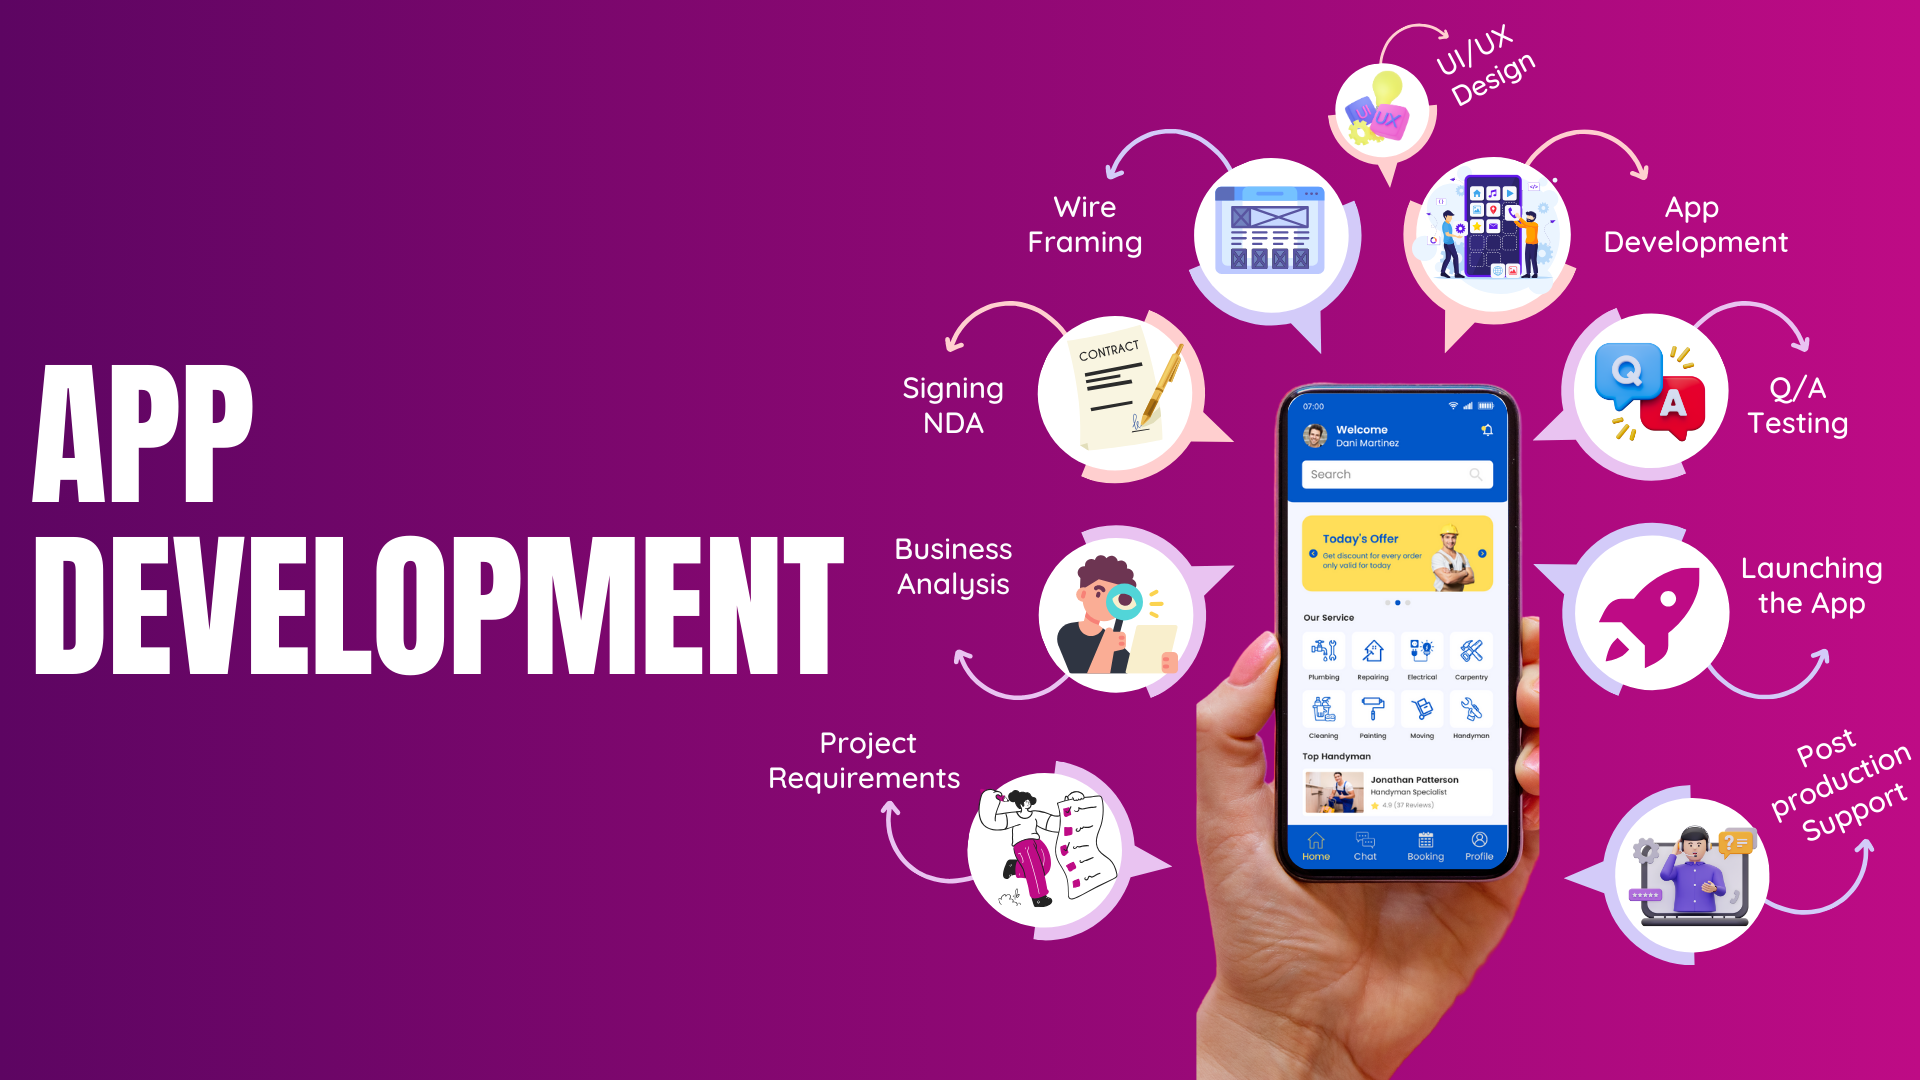 APP
DEVELOPMENT
UI/UX
Design
UI
UX
Wire
Framing
App
Development
Signing
NDA
CONTRACT
Q
A
Q/A
Testing
Business
Analysis
Launching
the App
Project
Requirements
Post
production
Support
?
07:00
Welcome
Dani Martinez
Search
Today's Offer
Get discount for every order
only valid for today
Our Service
Plumbing Repairing Electrical Carpentry
Cleaning Painting Moving Handyman
Top Handyman
Jonathan Patterson
Handyman Specialist
4.9 (37 Reviews)
Home Chat Booking Profile